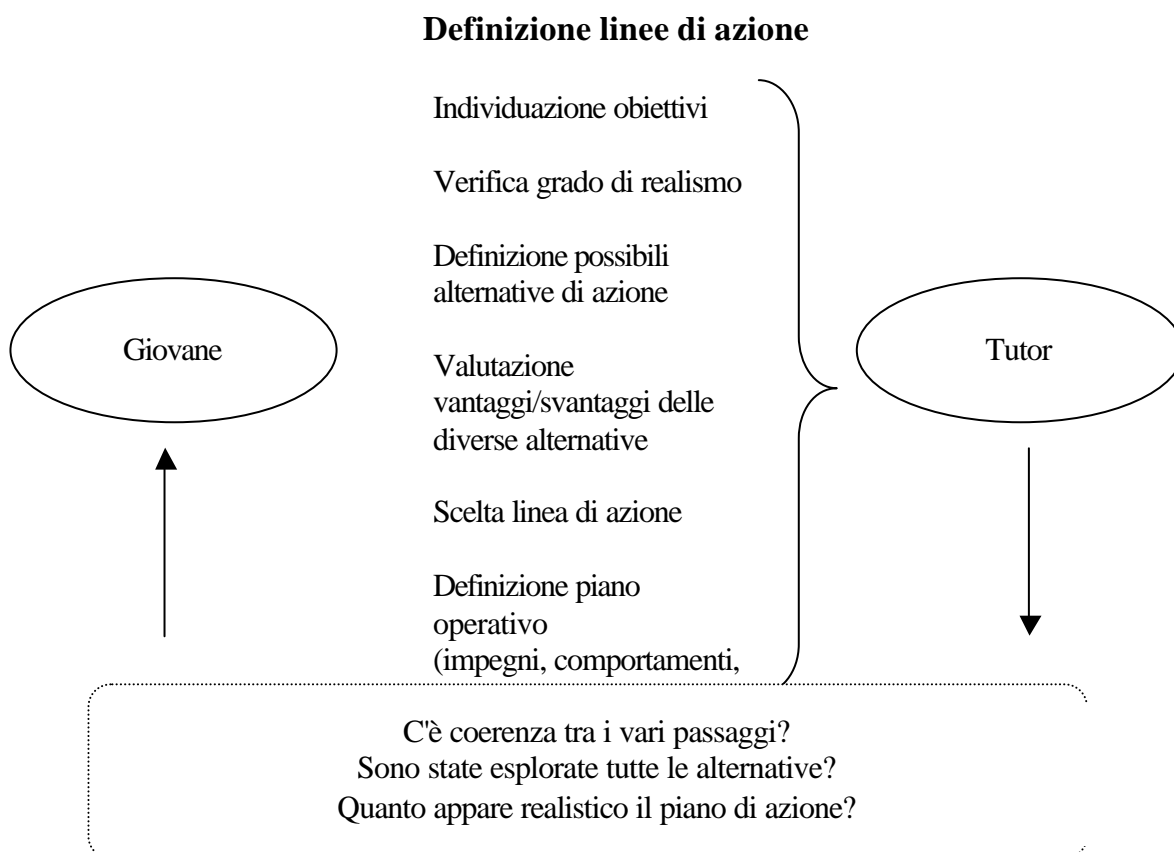 Definizione linee di azione
Individuazione obiettivi
Verifica grado di realismo
Definizione possibili
alternative di azione
Giovane
Valutazione
vantaggi/svantaggi delle
diverse alternative
Tutor
Scelta linea di azione
Definizione piano
operativo
(impegni, comportamenti,
C'è coerenza tra i vari passaggi?
Sono state esplorate tutte le alternative?
Quanto appare realistico il piano di azione?